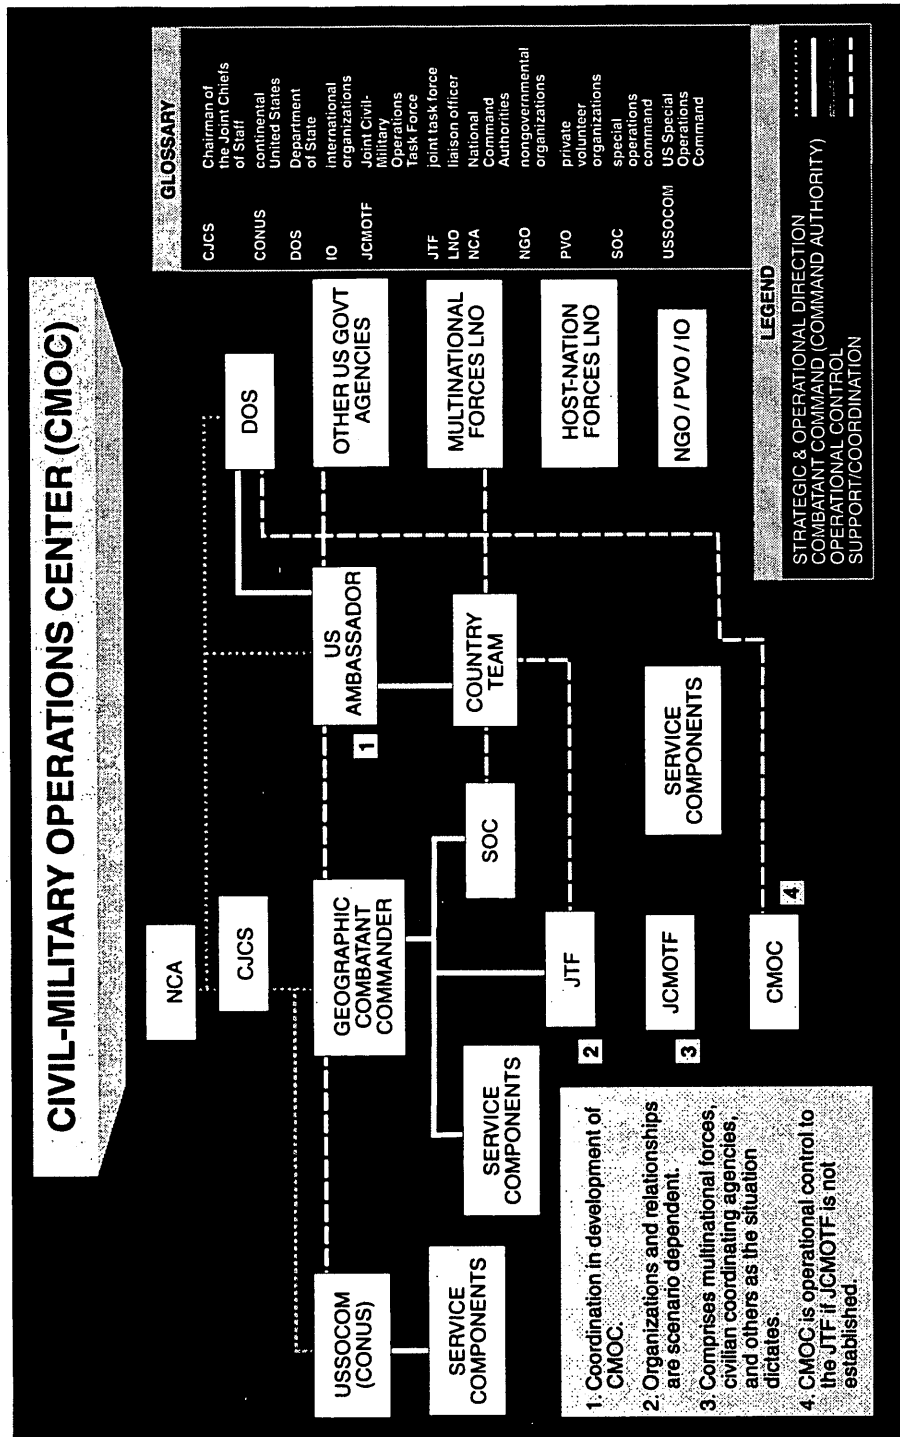 CIVIL-MILITARY OPERATIONS CENTER (CMOC)
NCA
CJCS
DOS
USSOCOM
(CONUS)
GEOGRAPHIC
COMBATANT
COMMANDER
US
AMBASSADOR
1
OTHER US GOVT
AGENCIES
SERVICE
COMPONENTS
SERVICE
COMPONENTS
SOC
COUNTRY
TEAM
MULTINATIONAL
FORCES LNO
2
JTF
HOST-NATION
FORCES LNO
3
JCMOTF
SERVICE
COMPONENTS
NGO / PVO / IO
CMOC
4
1. Coordination in development of
CMOC.
2. Organizations and relationships
are scenario dependent.
3. Comprises multinational forces,
civilian coordinating agencies,
and others as the situation
dictates.
4. CMOC is operational control to
the JTF if JCMOTF is not
established.
GLOSSARY
CJCS Chairman of
the Joint Chiefs
of Staff
CONUS continental
United States
DOS Department
of State
IO international
organizations
JCMOTF Joint Civil-
Military
Operations
Task Force
JTF joint task force
LNO liaison officer
NCA National
Command
Authorities
NGO nongovernmental
organizations
PVO private
volunteer
organizations
SOC special
operations
command
USSOCOM US Special
Operations
Command
LEGEND
STRATEGIC & OPERATIONAL DIRECTION
COMBATANT COMMAND (COMMAND AUTHORITY)
OPERATIONAL CONTROL
SUPPORT/COORDINATION